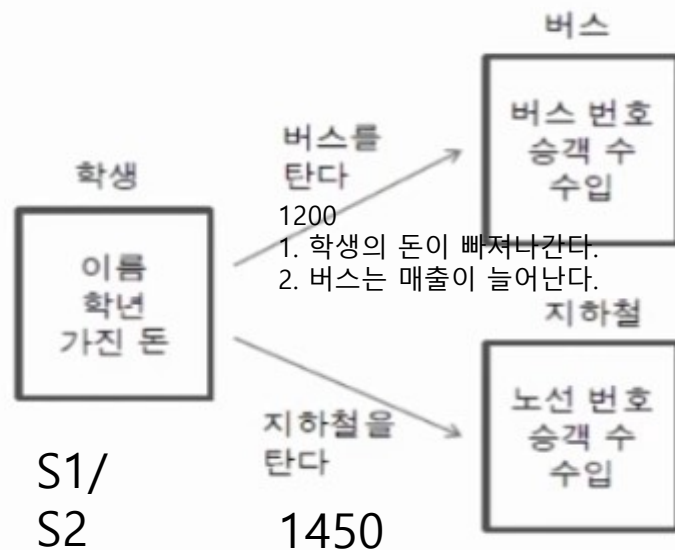 버스
버스 번호
승객 수
수입
버스를
탄다
1200
1. 학생의 돈이 빠져나간다.
2. 버스는 매출이 늘어난다.
학생
이름
학년
가진 돈
지하철
노선 번호
승객 수
수입
지하철을
탄다
S1/
S2
1450